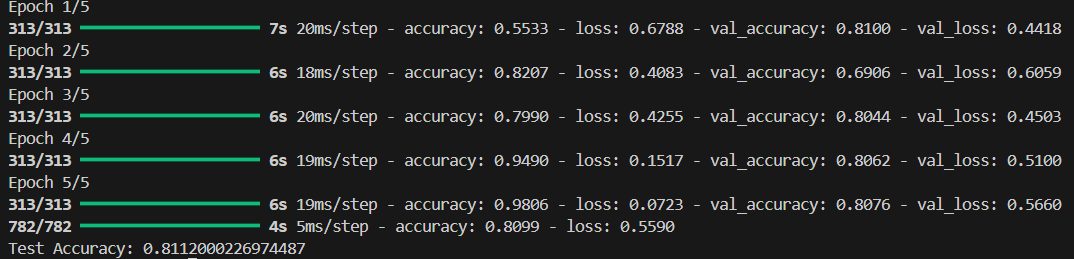 Epoch 1/5
313/313 7s 20ms/step - accuracy: 0.5533 - loss: 0.6788 - val_accuracy: 0.8100 - val_loss: 0.4418
Epoch 2/5
313/313 6s 18ms/step - accuracy: 0.8207 - loss: 0.4083 - val_accuracy: 0.6906 - val_loss: 0.6059
Epoch 3/5
313/313 6s 20ms/step - accuracy: 0.7990 - loss: 0.4255 - val_accuracy: 0.8044 - val_loss: 0.4503
Epoch 4/5
313/313 6s 19ms/step - accuracy: 0.9490 - loss: 0.1517 - val_accuracy: 0.8062 - val_loss: 0.5100
Epoch 5/5
313/313 6s 19ms/step - accuracy: 0.9806 - loss: 0.0723 - val_accuracy: 0.8076 - val_loss: 0.5660
782/782 4s 5ms/step - accuracy: 0.8099 - loss: 0.5590
Test Accuracy: 0.8112000226974487